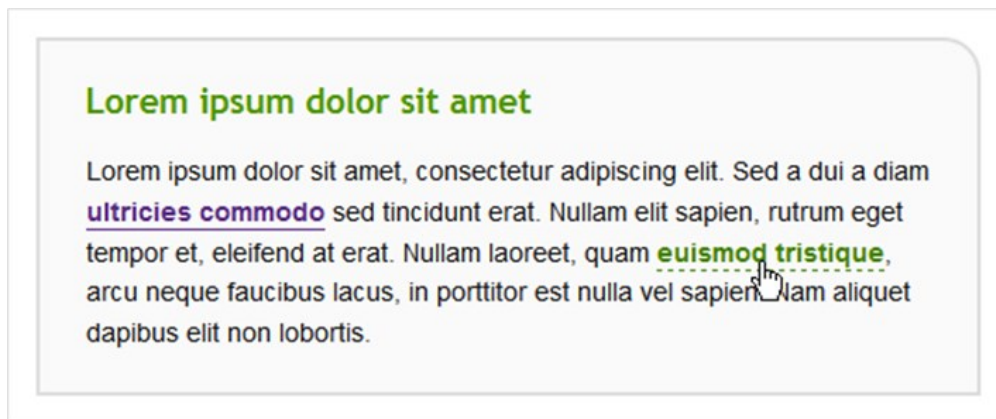 Lorem ipsum dolor sit amet
Lorem ipsum dolor sit amet, consectetur adipiscing elit. Sed a dui a diam
ultricies commodo sed tincidunt erat. Nullam elit sapien, rutrum eget
tempor et, eleifend at erat. Nullam laoreet, quam euismod tristique,
arcu neque faucibus lacus, in porttitor est nulla vel sapien. Nam aliquet
dapibus elit non lobortis.